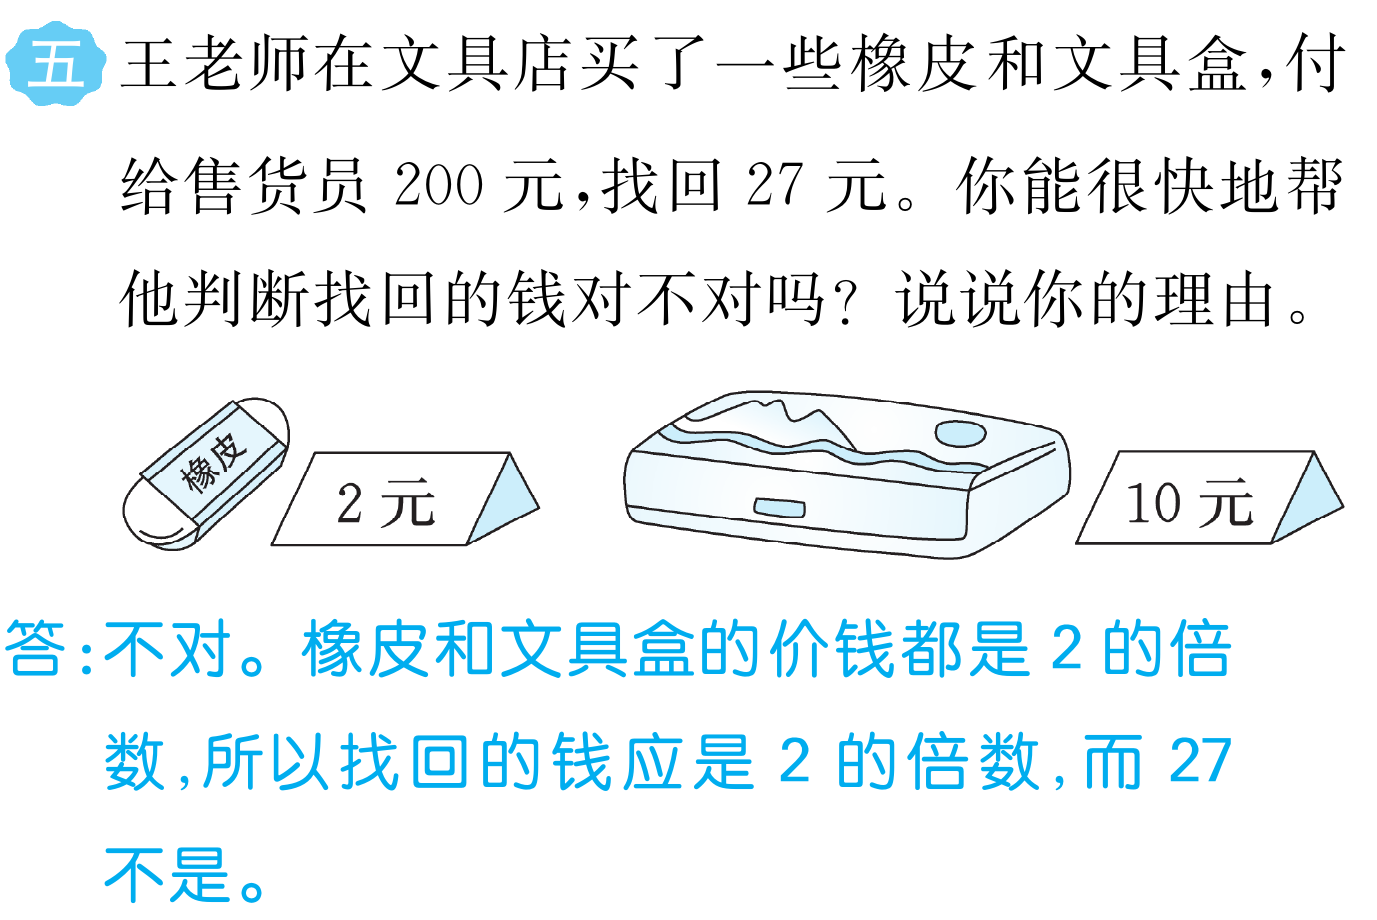 五 王老师在文具店买了一些橡皮和文具盒,付
给售货员 200 元,找回 27 元。你能很快地帮
他判断找回的钱对不对吗? 说说你的理由。
橡皮 2 元 10 元
答:不对。橡皮和文具盒的价钱都是 2 的倍
数,所以找回的钱应是 2 的倍数,而 27
不是。